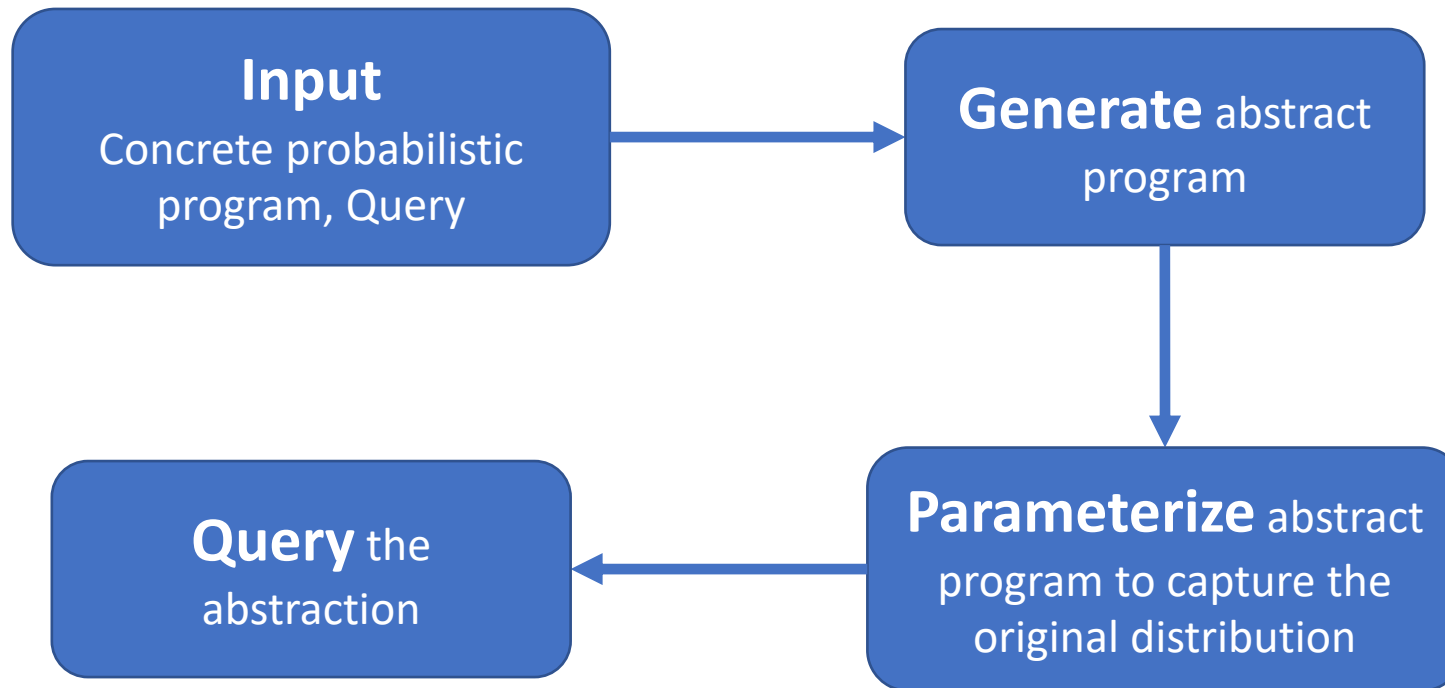 Input
Concrete probabilistic
program, Query
Generate abstract
program
Parameterize abstract
program to capture the
original distribution
Query the
abstraction